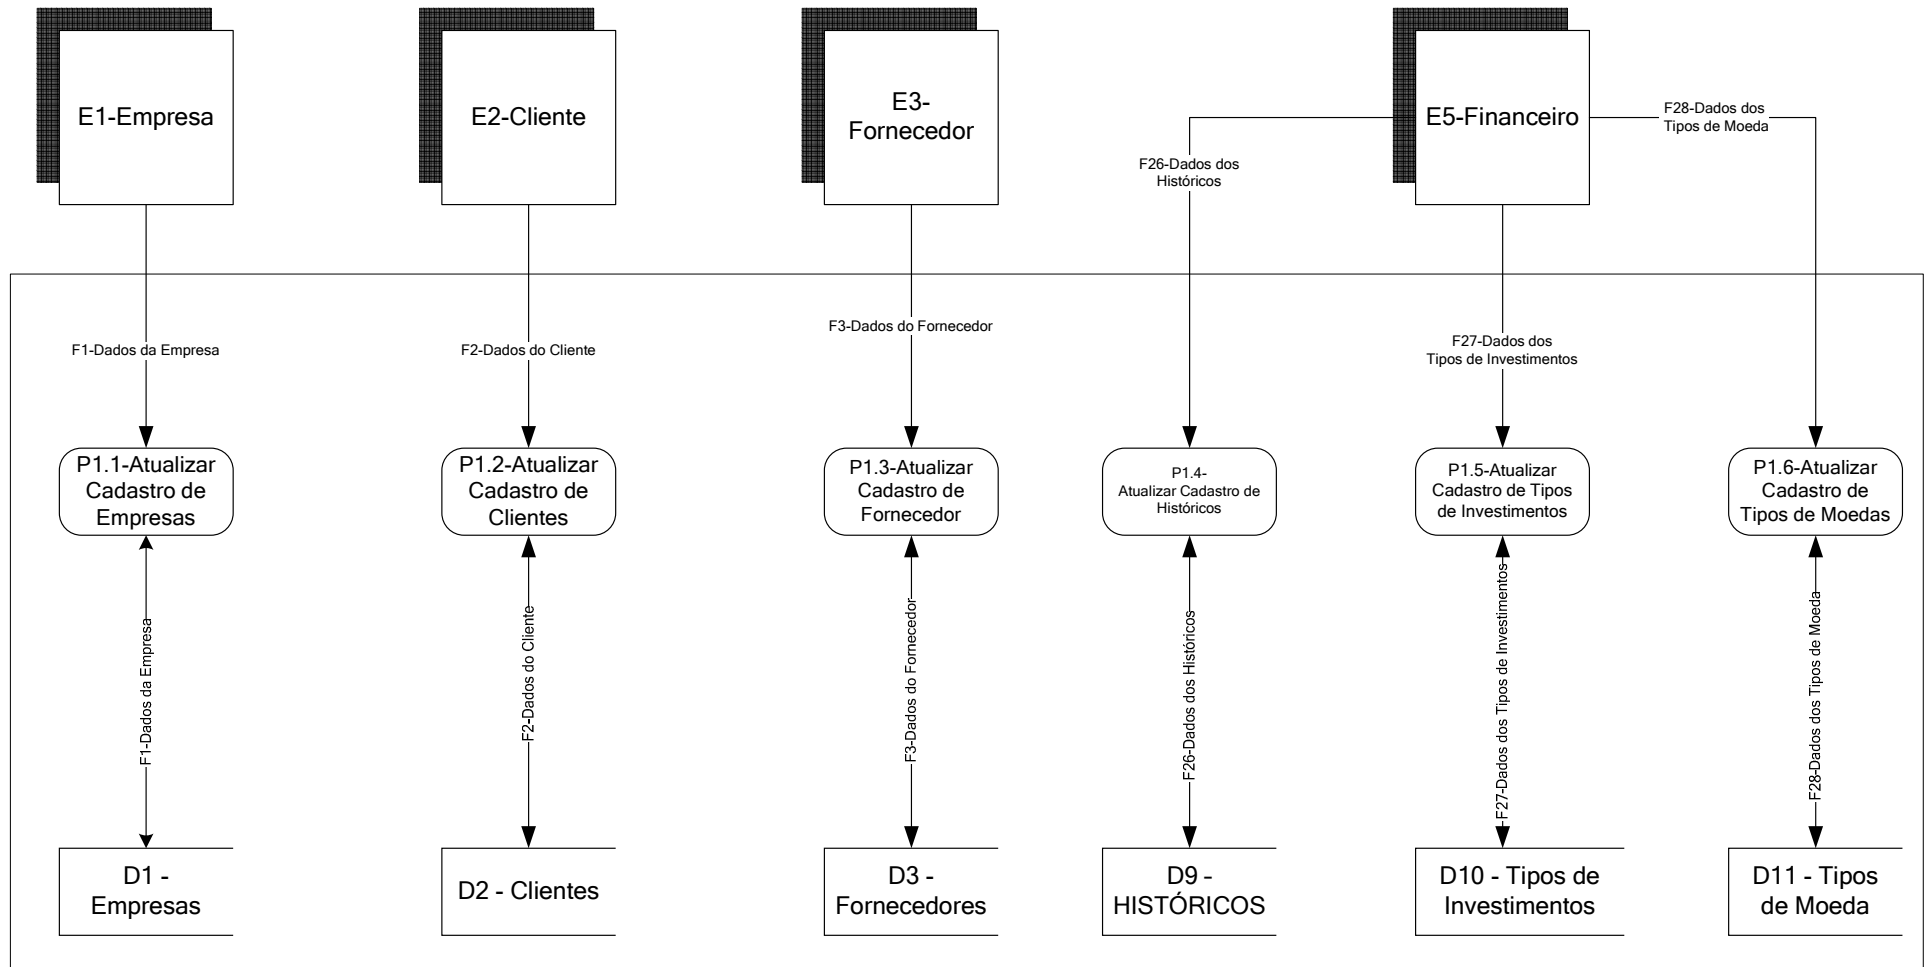 E1-Empresa
E2-Cliente
E3-
Fornecedor
E5-Financeiro
F28-Dados dos
Tipos de Moeda
F26-Dados dos
Históricos
F1-Dados da Empresa
F2-Dados do Cliente
F3-Dados do Fornecedor
F27-Dados dos
Tipos de Investimentos
P1.1-Atualizar
Cadastro de
Empresas
P1.2-Atualizar
Cadastro de
Clientes
P1.3-Atualizar
Cadastro de
Fornecedor
P1.4-
Atualizar Cadastro de
Históricos
P1.5-Atualizar
Cadastro de Tipos
de Investimentos
P1.6-Atualizar
Cadastro de
Tipos de Moedas
F1-Dados da Empresa
F2-Dados do Cliente
F3-Dados do Fornecedor
F26-Dados dos Históricos
F27-Dados dos Tipos de Investimentos
F28-Dados dos Tipos de Moeda
D1 -
Empresas
D2 - Clientes
D3 -
Fornecedores
D9 –
HISTÓRICOS
D10 - Tipos de
Investimentos
D11 - Tipos
de Moeda